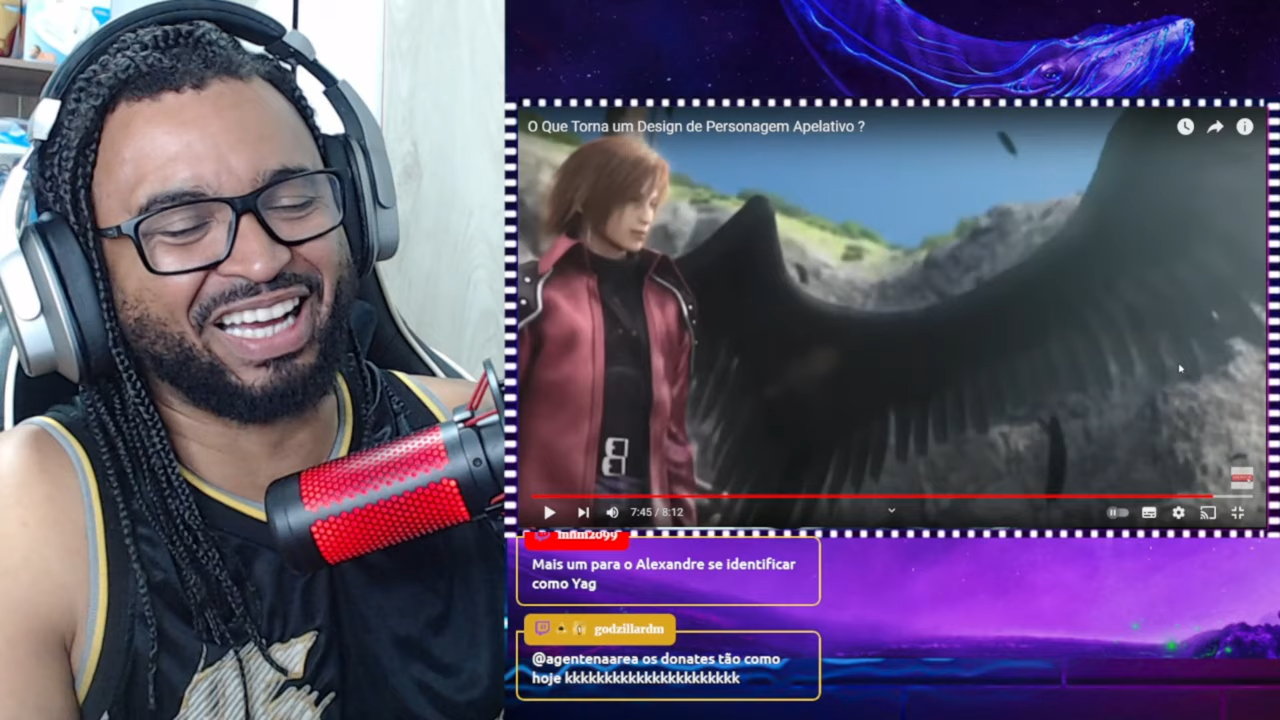 O Que Torna um Design de Personagem Apelativo ?
7:45 / 8:12
Mais um para o Alexandre se identificar
como Yag
godzillardm
@agentenaarea os donates tão como
hoje kkkkkkkkkkkkkkkkkkkkkk